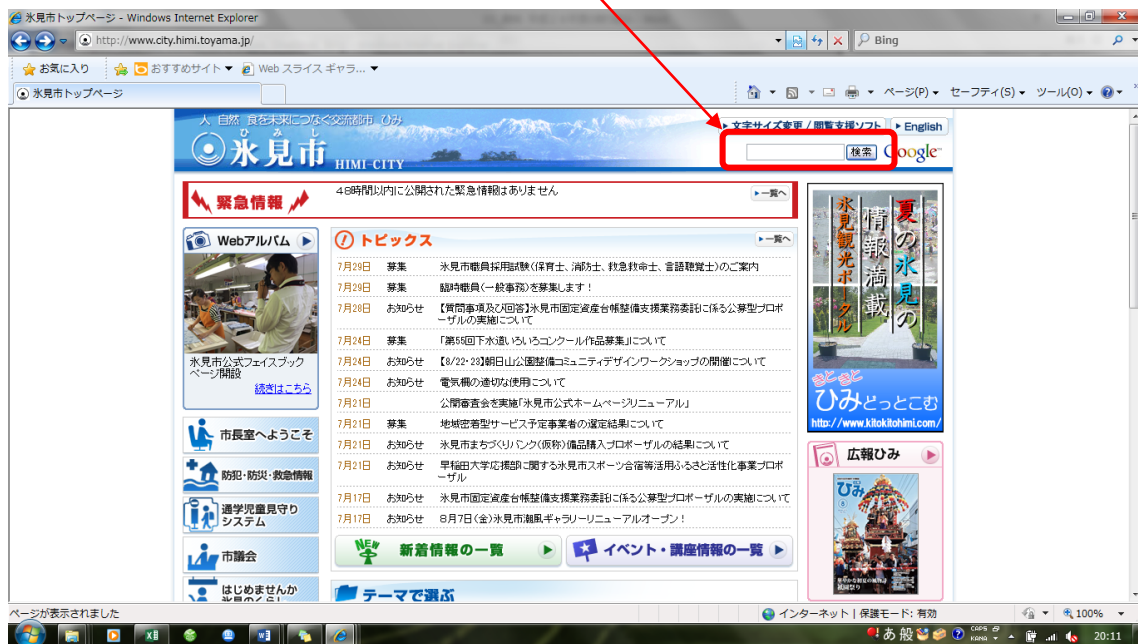 氷見市トップページ - Windows Internet Explorer
http://www.city.himi.toyama.jp/
Bing
お気に入り
おすすめサイト
Web スライス ギャラ...
氷見市トップページ
ページ(P)
セーフティ(S)
ツール(O)
人 自然 食を未来につなぐ交流都市 ひみ
ひみし
氷見市
HIMI-CITY
文字サイズ変更 / 閲覧支援ソフト
English
検索
Google
緊急情報
48時間以内に公開された緊急情報はありません
一覧へ
Webアルバム
氷見市公式フェイスブック
ページ開設
続きはこちら
トピックス
一覧へ
7月29日 募集 氷見市職員採用試験(保育士、消防士、救急救命士、言語聴覚士)のご案内
7月29日 募集 臨時職員(一般事務)を募集します!
7月28日 お知らせ 【質問事項及び回答】氷見市固定資産台帳整備支援業務委託に係る公募型プロポ
ーザルの実施について
7月24日 募集 「第55回下水道いろいろコンクール作品募集」について
7月24日 お知らせ 【8/22・23】朝日山公園整備コミュニティデザインワークショップの開催について
7月24日 お知らせ 電気柵の適切な使用について
7月21日 公開審査会を実施「氷見市公式ホームページリニューアル」
7月21日 募集 地域密着型サービス予定事業者の選定結果について
7月21日 お知らせ 氷見市まちづくりバンク(仮称)備品購入プロポーザルの結果について
7月21日 お知らせ 早稲田大学応援部に関する氷見市スポーツ合宿等活用ふるさと活性化事業プロポ
ーザル
7月17日 お知らせ 氷見市固定資産台帳整備支援業務委託に係る公募型プロポーザルの実施について
7月17日 お知らせ 8月7日(金)氷見市潮風ギャラリーリニューアルオープン!
NEW 新着情報の一覧
イベント・講座情報の一覧
テーマで選ぶ
市長室へようこそ
防犯・防災・救急情報
通学児童見守り
システム
市議会
はじめませんか
氷見のくらし
夏の氷見の
情報満載
氷見観光ポータル
きときと
ひみどっとこむ
http://www.kitokitohimi.com/
広報ひみ
ひみ
8
祇園祭り
ページが表示されました
インターネット | 保護モード: 有効
100%
あ 般
CAPS
KANA
20:11